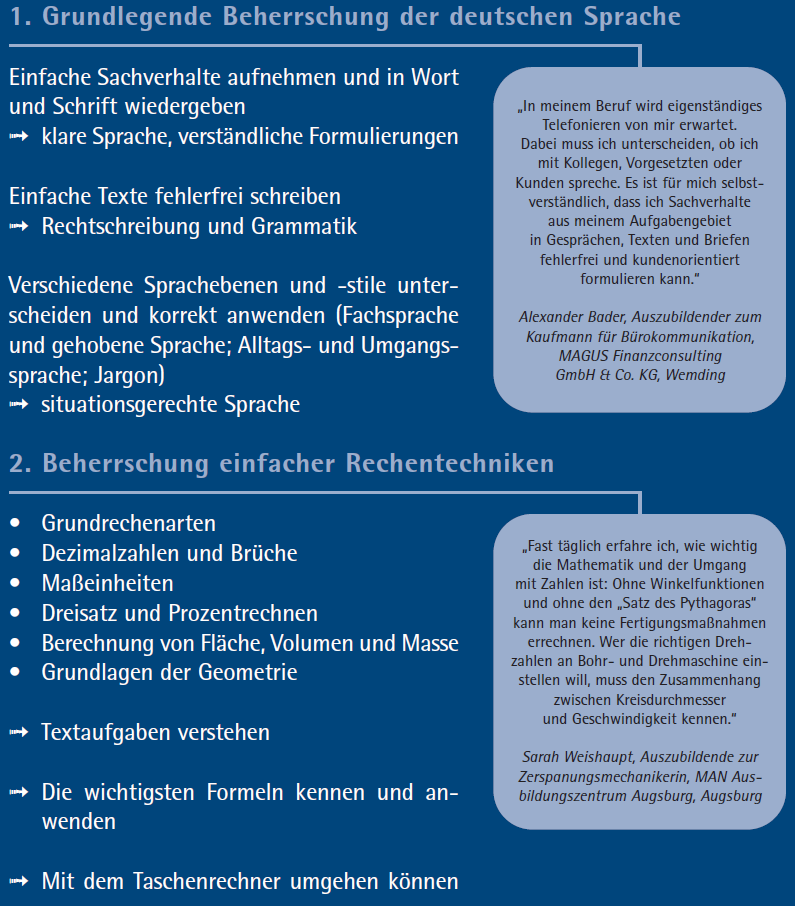 1. Grundlegende Beherrschung der deutschen Sprache
Einfache Sachverhalte aufnehmen und in Wort
und Schrift wiedergeben
➟ klare Sprache, verständliche Formulierungen
Einfache Texte fehlerfrei schreiben
➟ Rechtschreibung und Grammatik
Verschiedene Sprachebenen und -stile unter-
scheiden und korrekt anwenden (Fachsprache
und gehobene Sprache; Alltags- und Umgangs-
sprache; Jargon)
➟ situationsgerechte Sprache
„In meinem Beruf wird eigenständiges
Telefonieren von mir erwartet.
Dabei muss ich unterscheiden, ob ich
mit Kollegen, Vorgesetzten oder
Kunden spreche. Es ist für mich selbst-
verständlich, dass ich Sachverhalte
aus meinem Aufgabengebiet
in Gesprächen, Texten und Briefen
fehlerfrei und kundenorientiert
formulieren kann.“
Alexander Bader, Auszubildender zum
Kaufmann für Bürokommunikation,
MAGUS Finanzconsulting
GmbH & Co. KG, Wemding
2. Beherrschung einfacher Rechentechniken
• Grundrechenarten
• Dezimalzahlen und Brüche
• Maßeinheiten
• Dreisatz und Prozentrechnen
• Berechnung von Fläche, Volumen und Masse
• Grundlagen der Geometrie
➟ Textaufgaben verstehen
➟ Die wichtigsten Formeln kennen und an-
wenden
➟ Mit dem Taschenrechner umgehen können
„Fast täglich erfahre ich, wie wichtig
die Mathematik und der Umgang
mit Zahlen ist: Ohne Winkelfunktionen
und ohne den „Satz des Pythagoras“
kann man keine Fertigungsmaßnahmen
errechnen. Wer die richtigen Dreh-
zahlen an Bohr- und Drehmaschine ein-
stellen will, muss den Zusammenhang
zwischen Kreisdurchmesser
und Geschwindigkeit kennen.“
Sarah Weishaupt, Auszubildende zur
Zerspanungsmechanikerin, MAN Aus-
bildungszentrum Augsburg, Augsburg